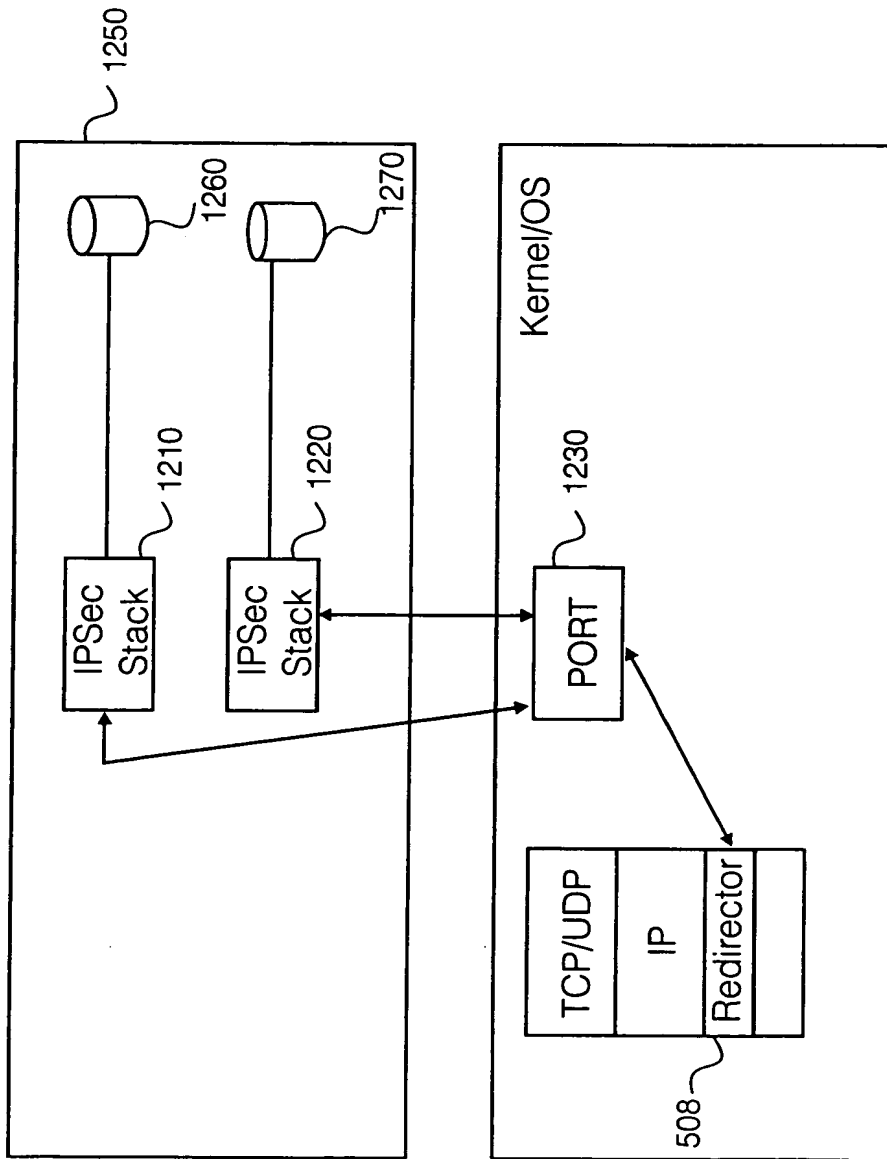 1250
1260
1270
IPSec
Stack
1210
IPSec
Stack
1220
Kernel/OS
PORT
1230
TCP/UDP
IP
Redirector
508